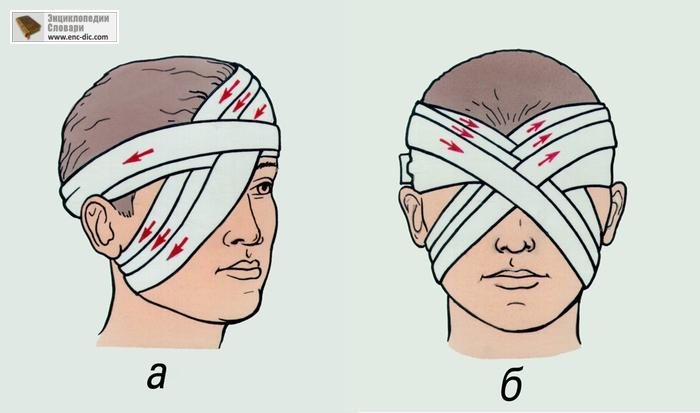 Энциклопедии
Словари
www.enc-dic.com
а
б